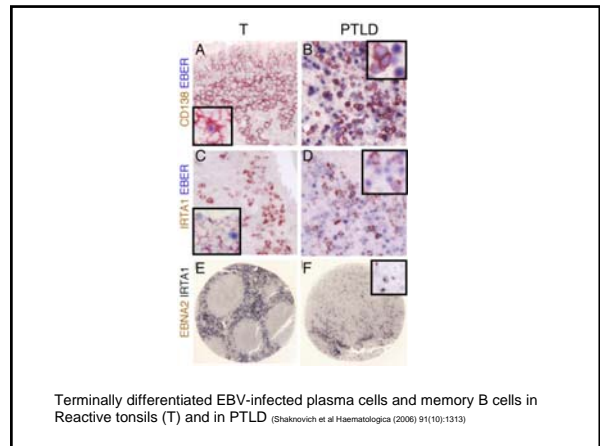 T PTLD
A B
CD138 EBER
C D
IRTA1 EBER
E F
EBNA2 IRTA1
Terminally differentiated EBV-infected plasma cells and memory B cells in
Reactive tonsils (T) and in PTLD (Shaknovich et al Haematologica (2006) 91(10):1313)